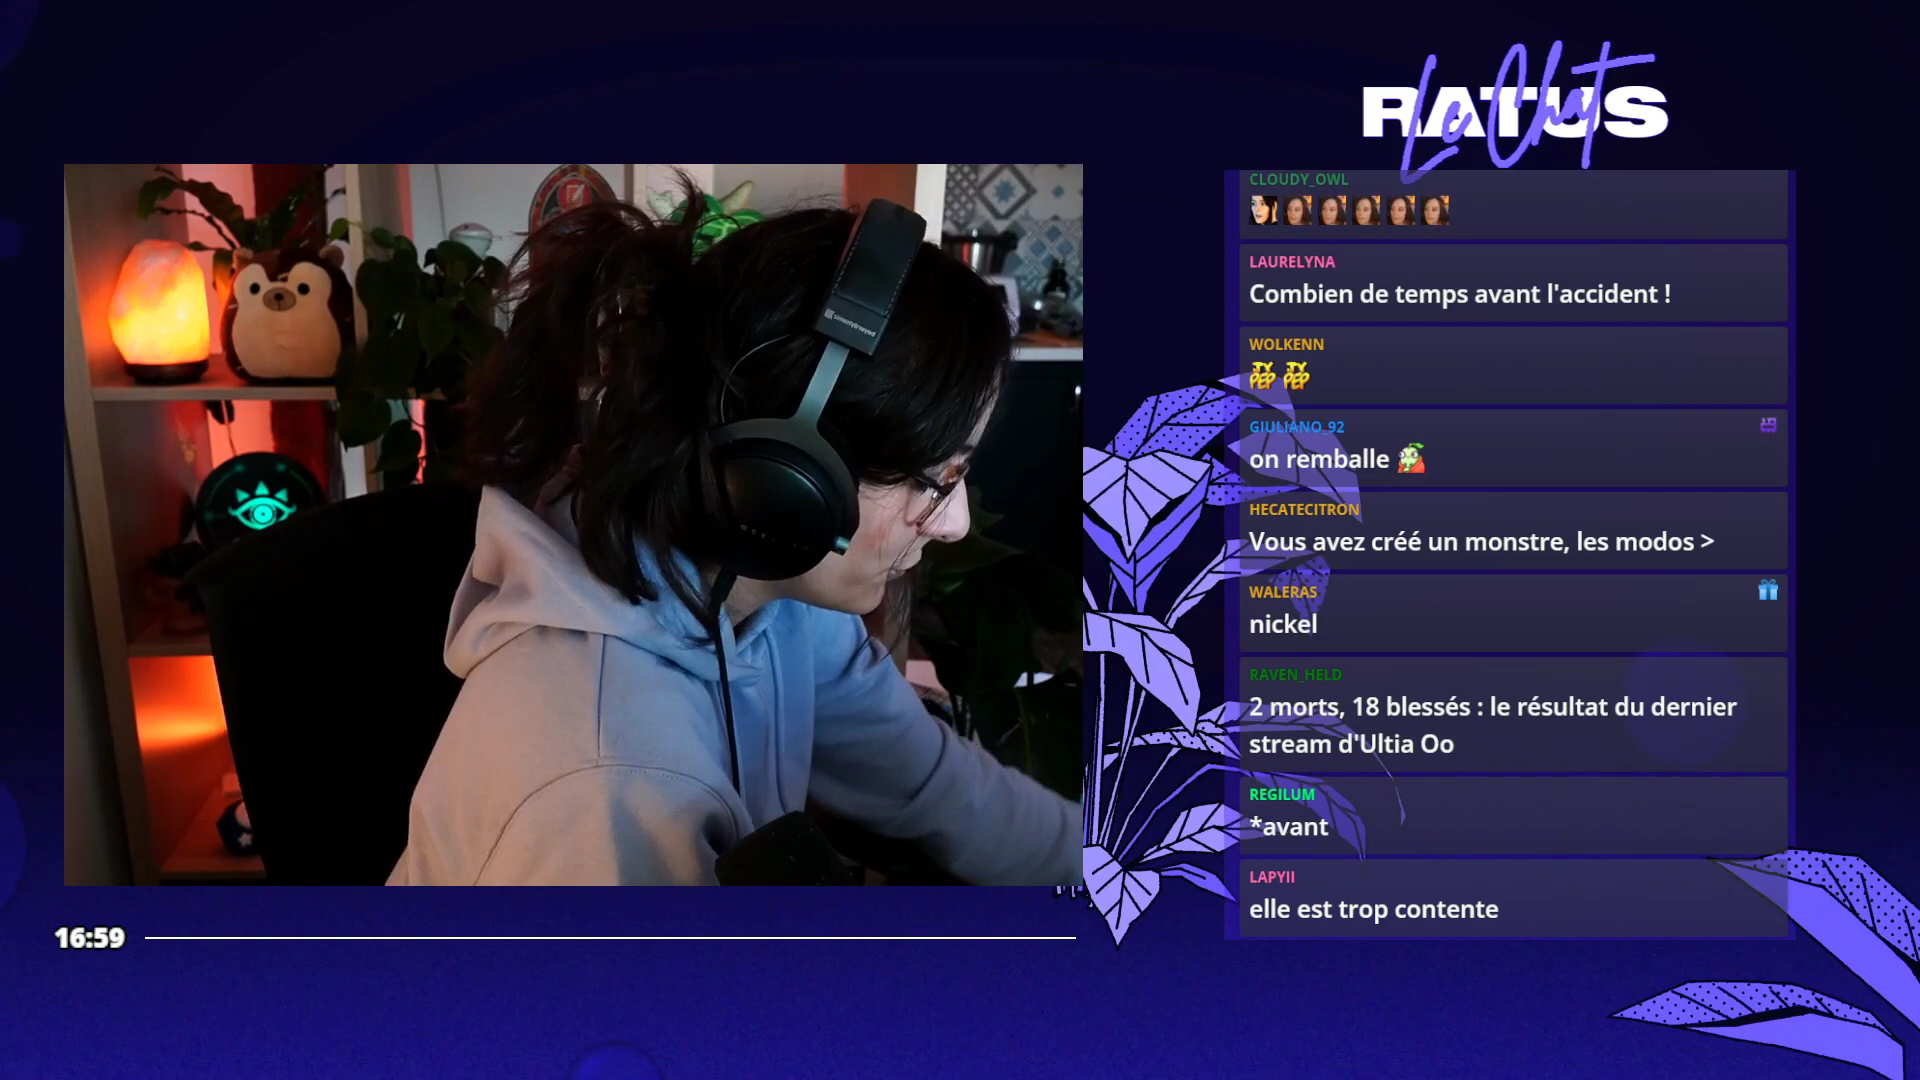 RATUS
Le Chat
CLOUDY_OWL
LAURELYNA
Combien de temps avant l'accident !
WOLKENN
GIULIANO_92
on remballe
HECATECITRON
Vous avez créé un monstre, les modos >
WALERAS
nickel
RAVEN_HELD
2 morts, 18 blessés : le résultat du dernier
stream d'Ultia Oo
REGILUM
*avant
LAPYII
elle est trop contente
16:59